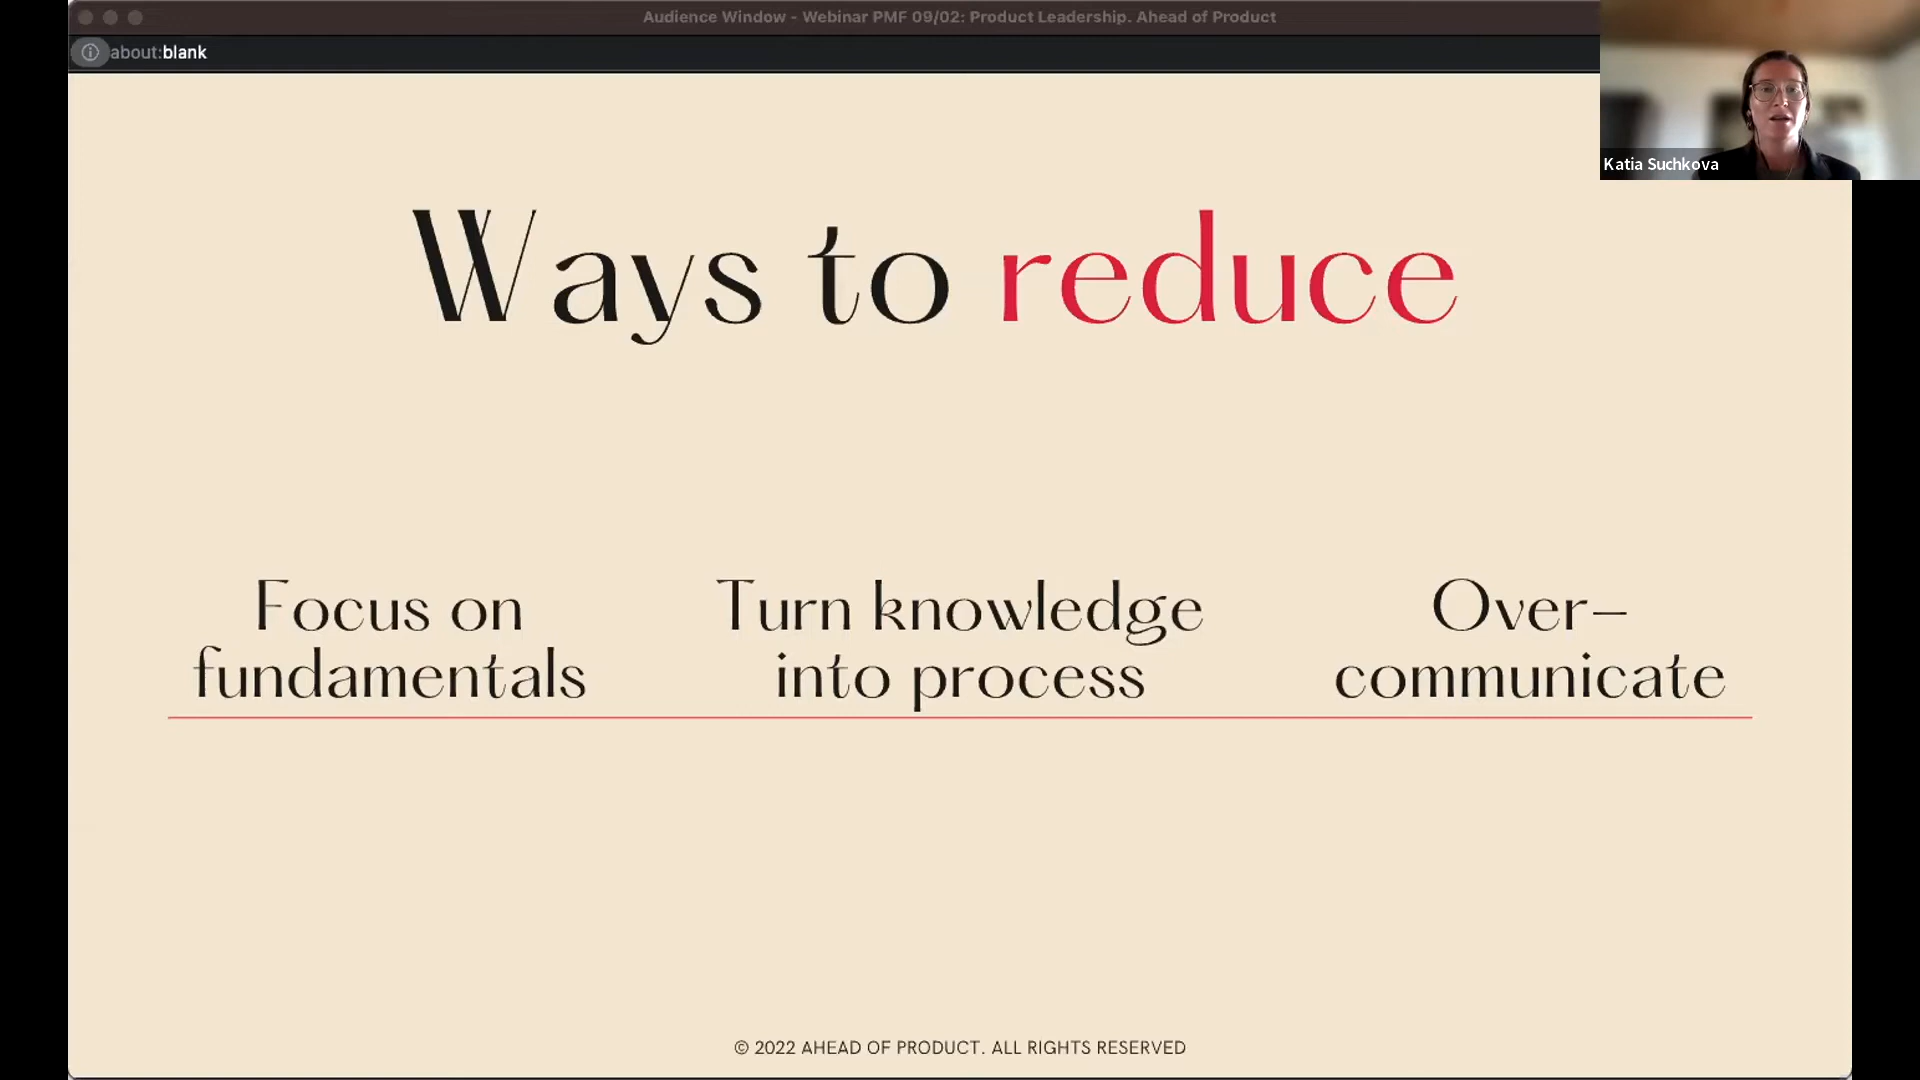 Audience Window - Webinar PMF 09/02: Product Leadership. Ahead of Product
about:blank
Katia Suchkova
Ways to reduce
Focus on
fundamentals
Turn knowledge
into process
Over–
communicate
© 2022 AHEAD OF PRODUCT. ALL RIGHTS RESERVED